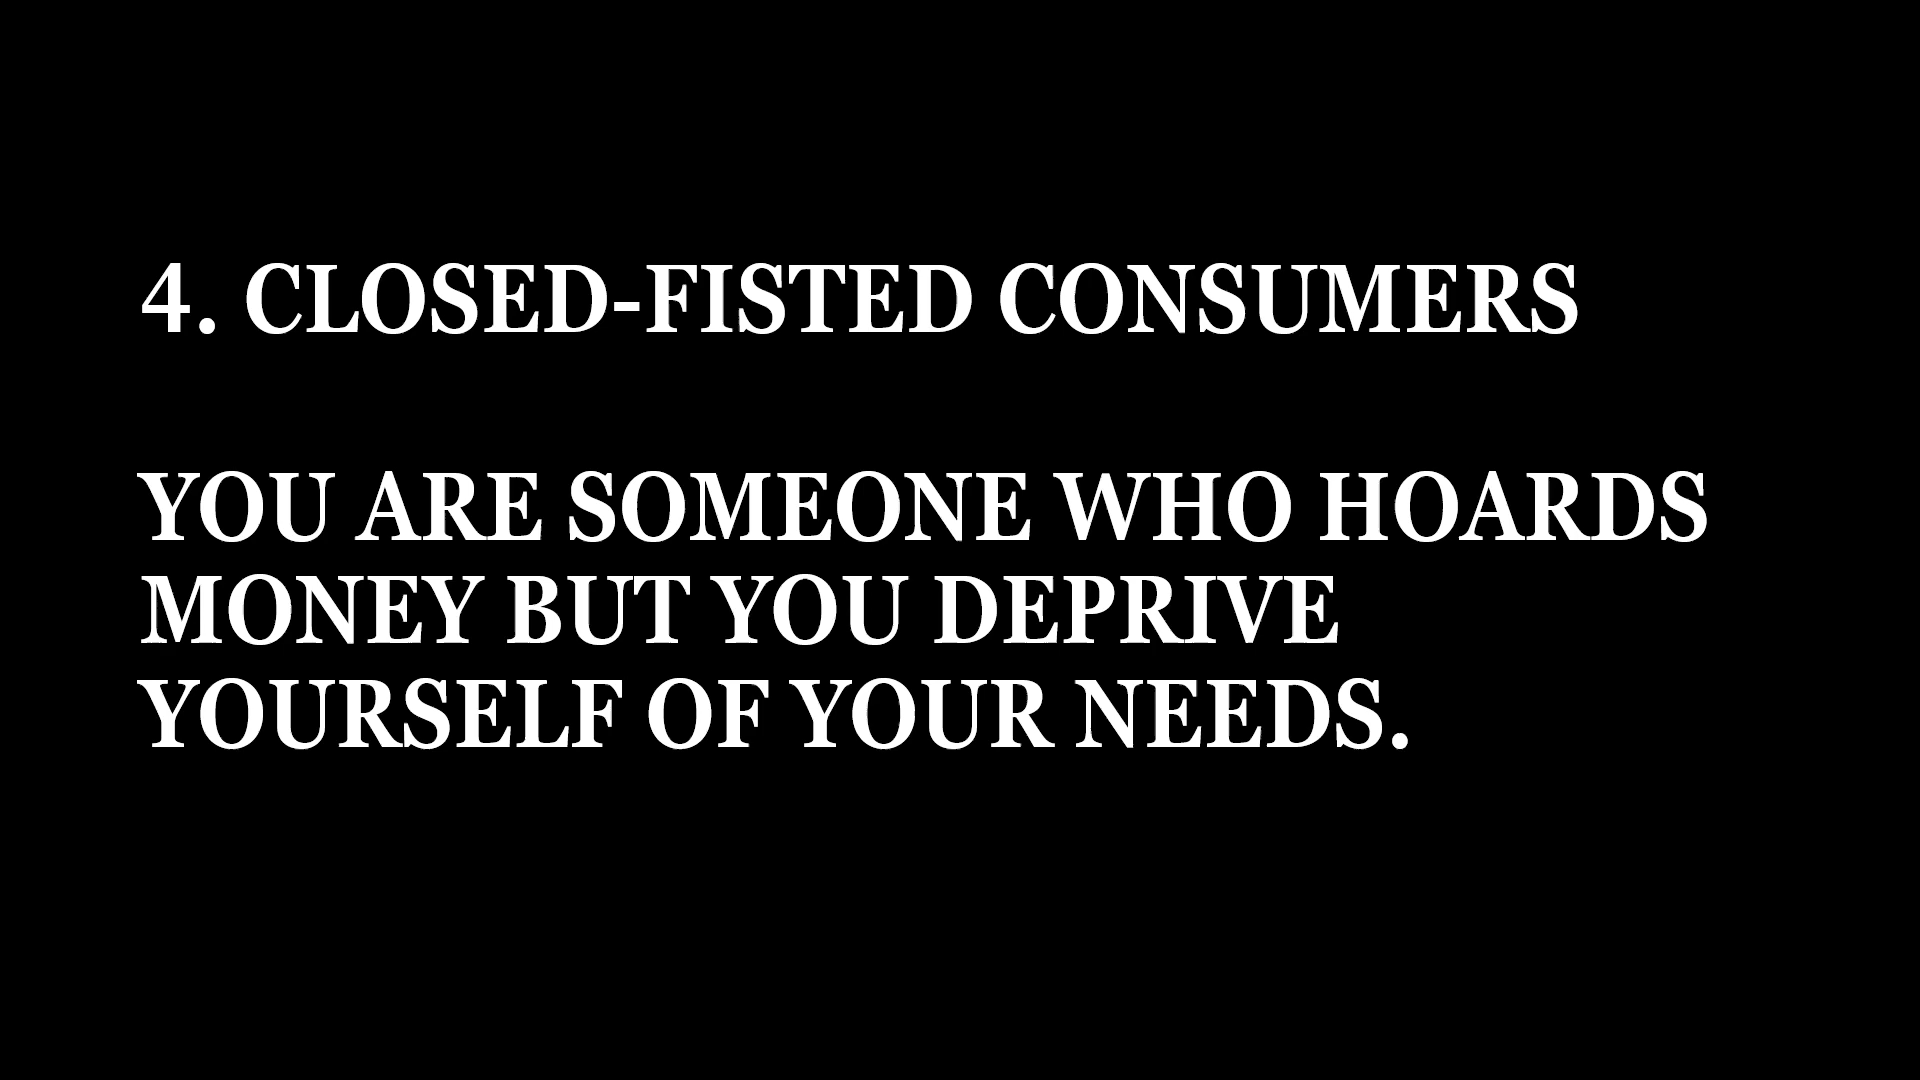 4. CLOSED-FISTED CONSUMERS
YOU ARE SOMEONE WHO HOARDS
MONEY BUT YOU DEPRIVE
YOURSELF OF YOUR NEEDS.